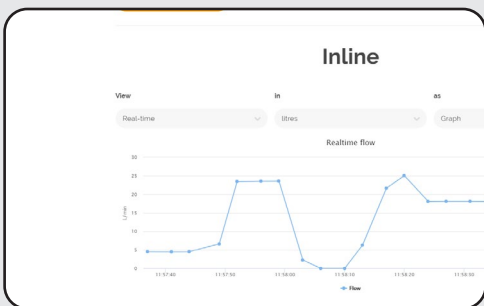 Inline
View in as
Real-time litres Graph
Realtime flow
30
25
20
15
10
5
0
L/min
11:57:40 11:57:50 11:58:00 11:58:10 11:58:20 11:58:30
Flow